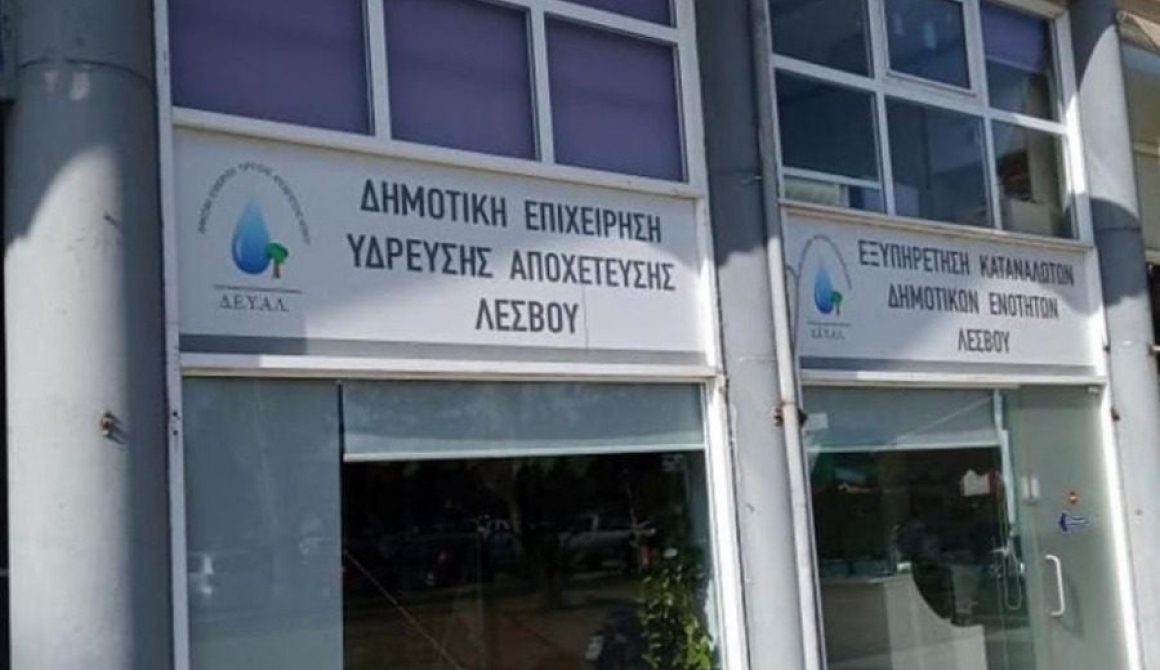 ΔΗΜΟΤΙΚΗ ΕΠΙΧΕΙΡΗΣΗ
ΥΔΡΕΥΣΗΣ ΑΠΟΧΕΤΕΥΣΗΣ
ΛΕΣΒΟΥ
Δ.Ε.Υ.Α.Λ.
ΕΞΥΠΗΡΕΤΗΣΗ ΚΑΤΑΝΑΛΩΤΩΝ
ΔΗΜΟΤΙΚΩΝ ΕΝΟΤΗΤΩΝ
ΛΕΣΒΟΥ
Δ.Ε.Υ.Α.Λ.